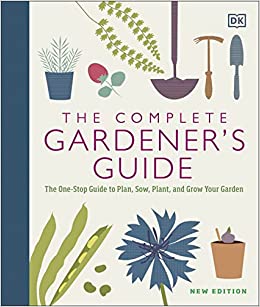 DK
THE COMPLETE
GARDENER'S
GUIDE
The One-Stop Guide to Plan, Sow, Plant, and Grow Your Garden
NEW EDITION